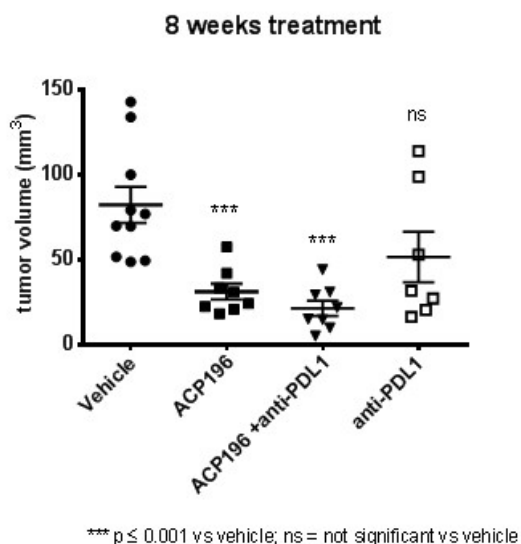 8 weeks treatment
tumor volume (mm³)
150
100
50
0
***
***
ns
Vehicle
ACP196
ACP196 +anti-PDL1
anti-PDL1
*** p ≤ 0.001 vs vehicle; ns = not significant vs vehicle